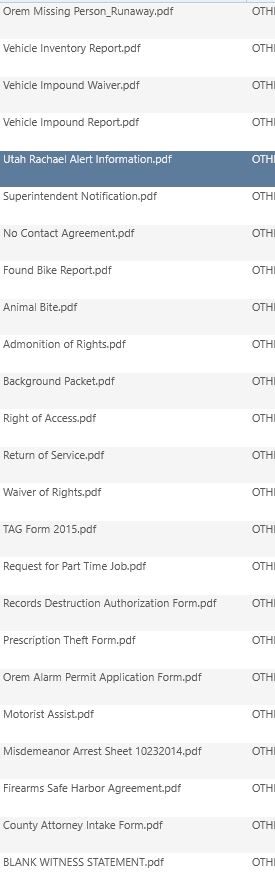 Orem Missing Person_Runaway.pdf OTHI
Vehicle Inventory Report.pdf OTHI
Vehicle Impound Waiver.pdf OTHI
Vehicle Impound Report.pdf OTHI
Utah Rachael Alert Information.pdf OTHI
Superintendent Notification.pdf OTHI
No Contact Agreement.pdf OTHI
Found Bike Report.pdf OTHI
Animal Bite.pdf OTHI
Admonition of Rights.pdf OTHI
Background Packet.pdf OTHI
Right of Access.pdf OTHI
Return of Service.pdf OTHI
Waiver of Rights.pdf OTHI
TAG Form 2015.pdf OTHI
Request for Part Time Job.pdf OTHI
Records Destruction Authorization Form.pdf OTHI
Prescription Theft Form.pdf OTHI
Orem Alarm Permit Application Form.pdf OTHI
Motorist Assist.pdf OTHI
Misdemeanor Arrest Sheet 10232014.pdf OTHI
Firearms Safe Harbor Agreement.pdf OTHI
County Attorney Intake Form.pdf OTHI
BLANK WITNESS STATEMENT.pdf OTHI